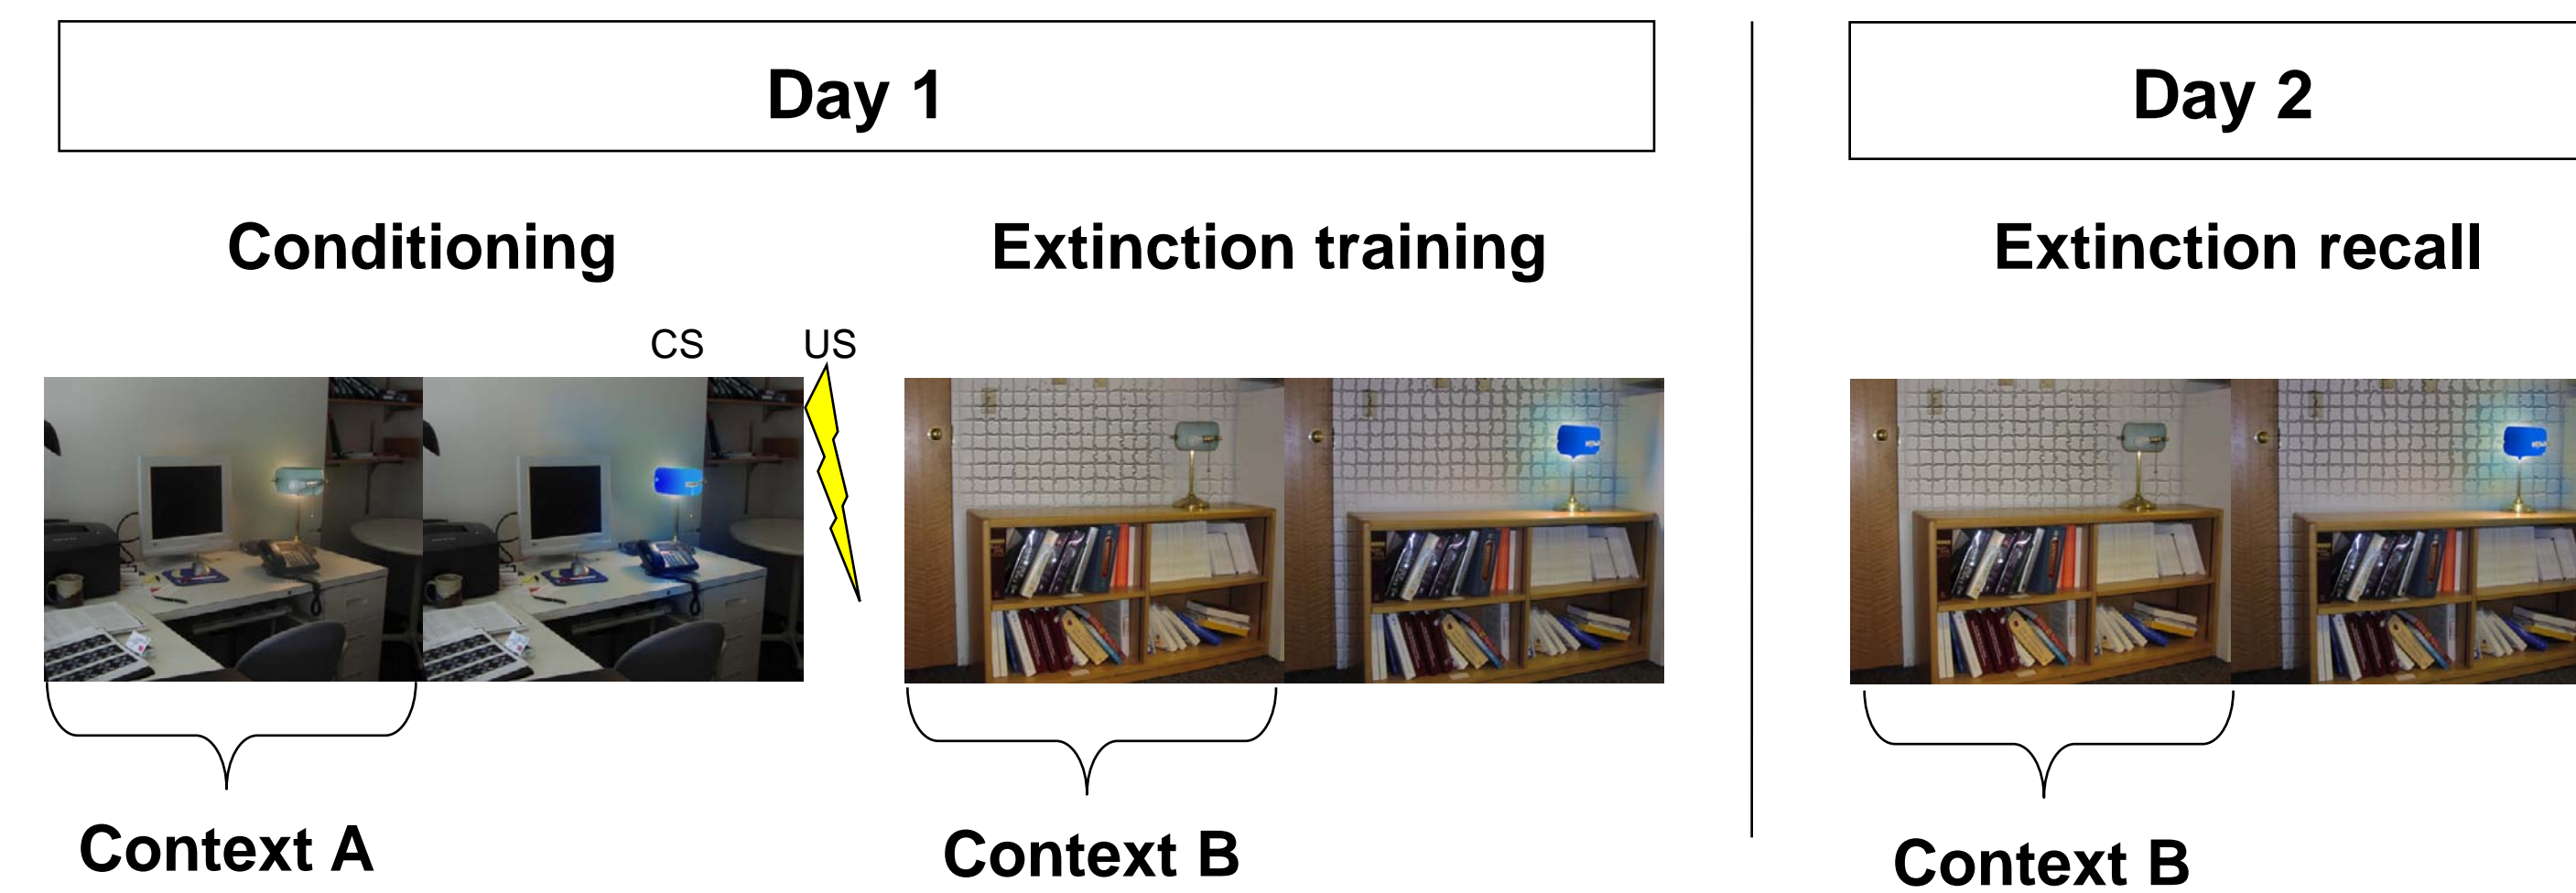 Day 1
Day 2
Conditioning
Extinction training
Extinction recall
CS
US
Context A
Context B
Context B